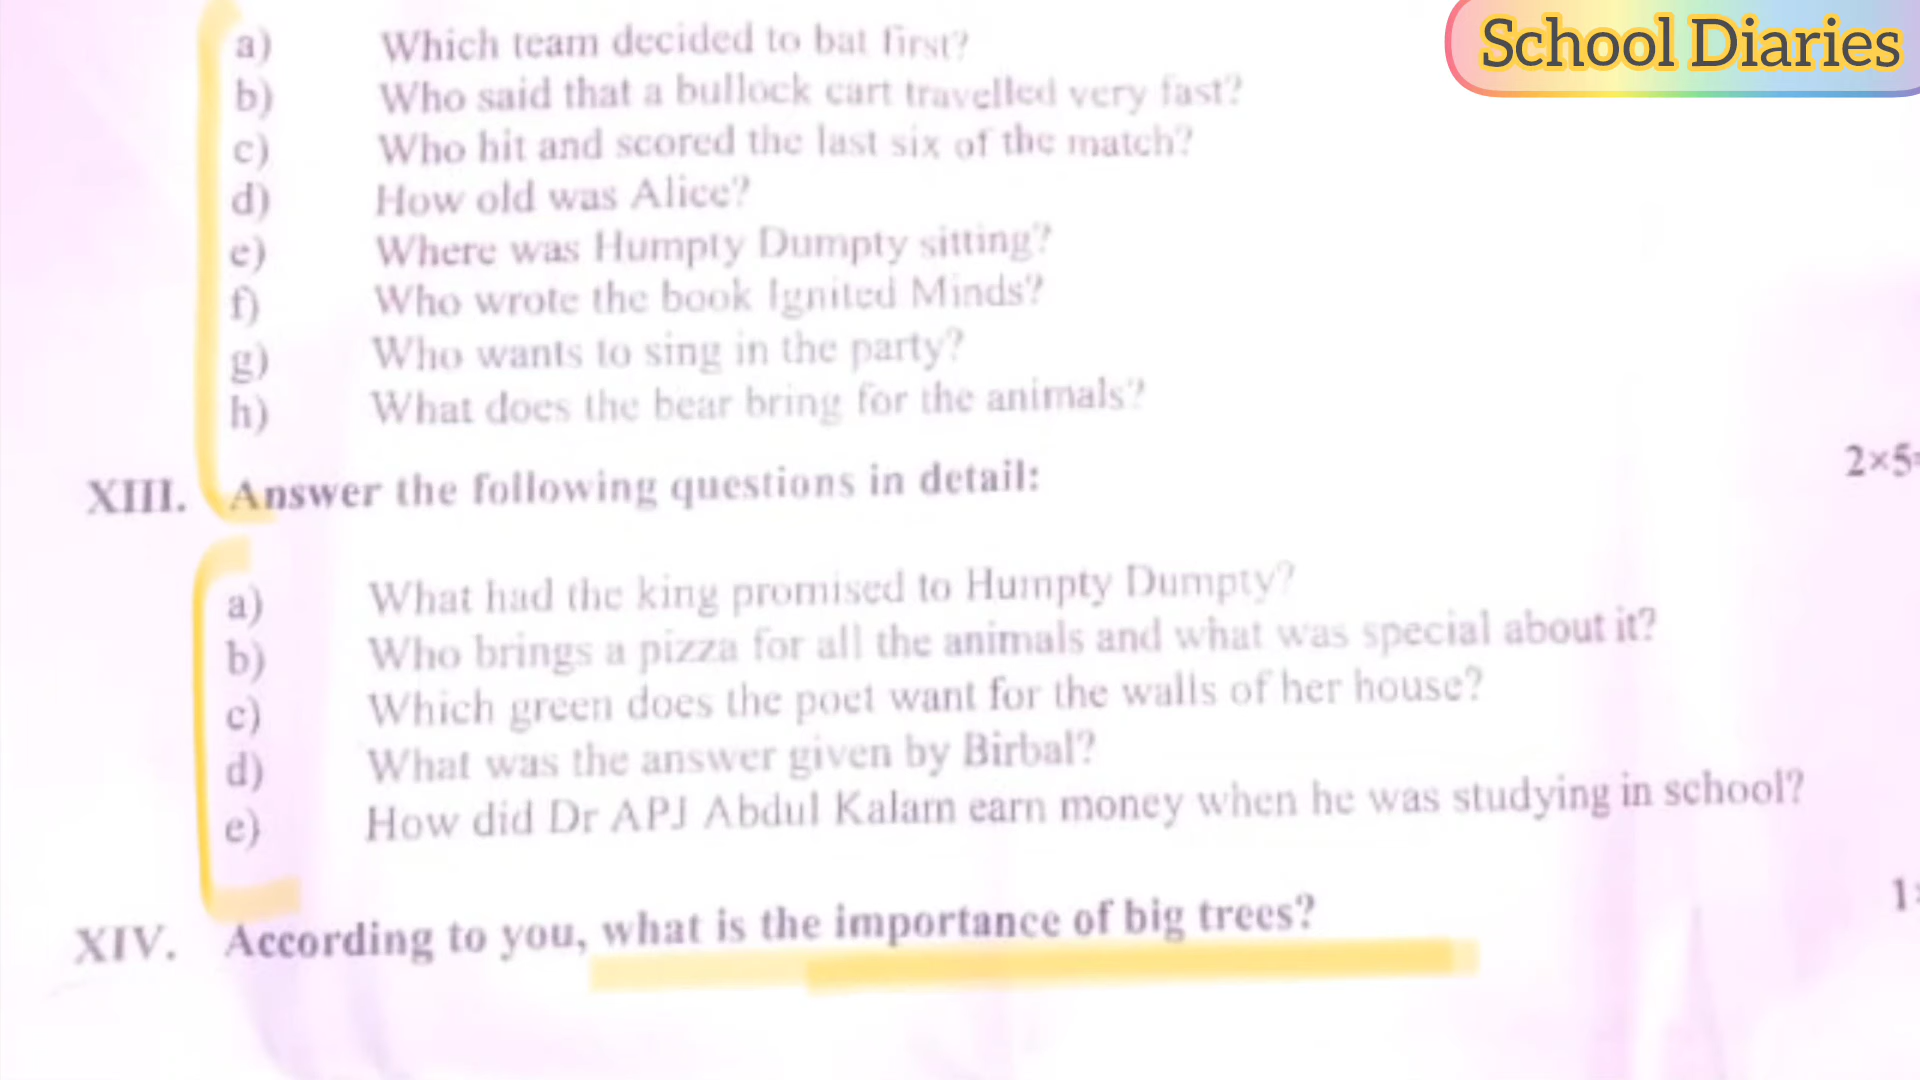 School Diaries
a) Which team decided to bat first?
b) Who said that a bullock cart travelled very fast?
c) Who hit and scored the last six of the match?
d) How old was Alice?
e) Where was Humpty Dumpty sitting?
f) Who wrote the book Ignited Minds?
g) Who wants to sing in the party?
h) What does the bear bring for the animals?
XIII. Answer the following questions in detail: 2×5=
a) What had the king promised to Humpty Dumpty?
b) Who brings a pizza for all the animals and what was special about it?
c) Which green does the poet want for the walls of her house?
d) What was the answer given by Birbal?
e) How did Dr APJ Abdul Kalam earn money when he was studying in school?
XIV. According to you, what is the importance of big trees? 1